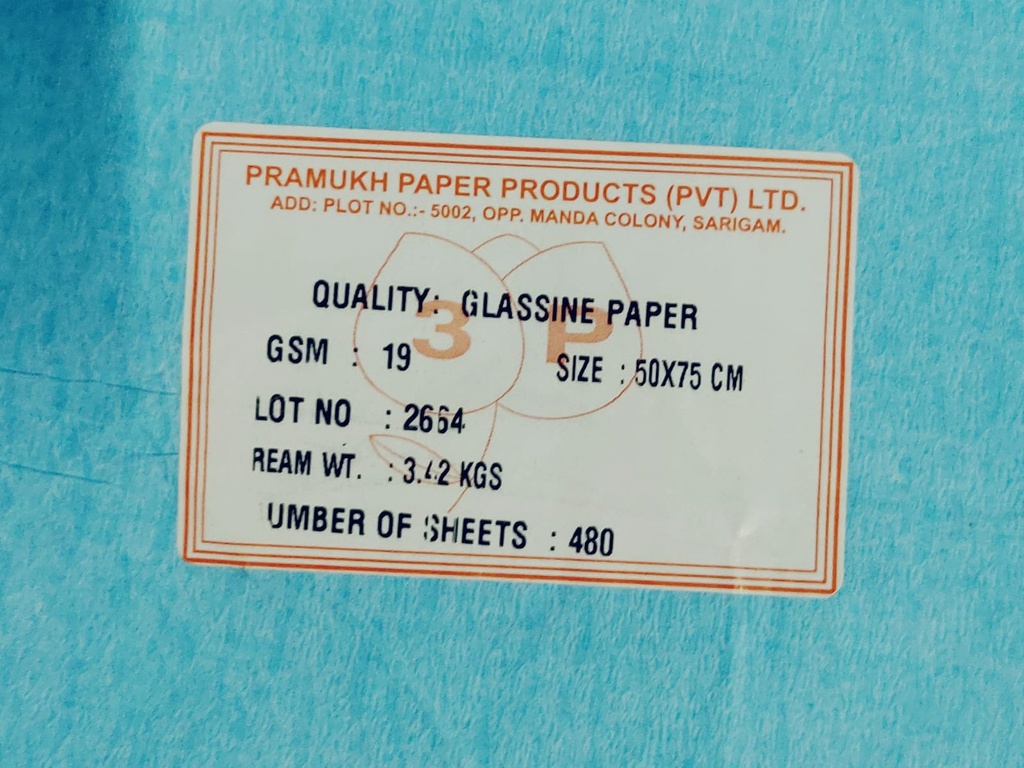 PRAMUKH PAPER PRODUCTS (PVT) LTD.
ADD: PLOT NO.:- 5002, OPP. MANDA COLONY, SARIGAM.
3 P
QUALITY: GLASSINE PAPER
GSM : 19 SIZE : 50X75 CM
LOT NO : 2664
REAM WT. : 3.42 KGS
UMBER OF SHEETS : 480